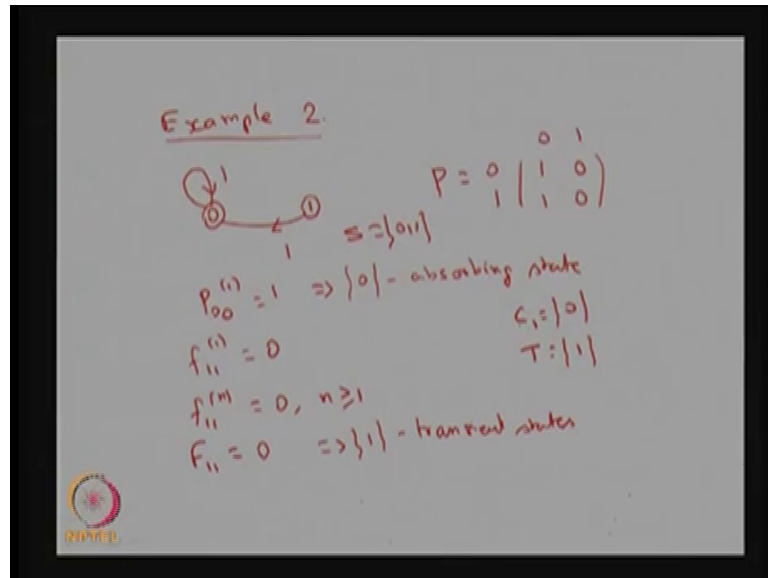 Example 2.
0 1
1
P = 0 ( 1 0 )
1 ( 1 0 )
0
1
1
S = {0,1}
P₀₀⁽¹⁾ = 1 => {0} - absorbing state
C₁ = {0}
f₁₁⁽¹⁾ = 0
T : {1}
f₁₁⁽ⁿ⁾ = 0, n ≥ 1
F₁₁ = 0 => {1} - transient states
NPTEL